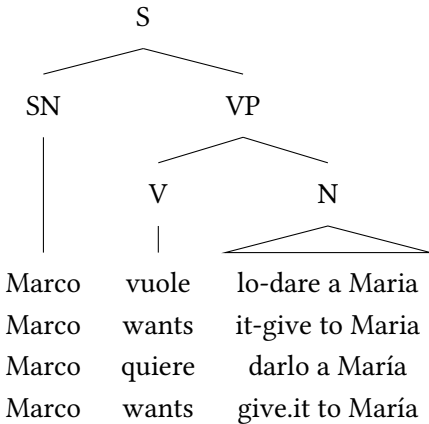 S
SN VP
V N
Marco vuole lo-dare a Maria
Marco wants it-give to Maria
Marco quiere darlo a María
Marco wants give.it to María